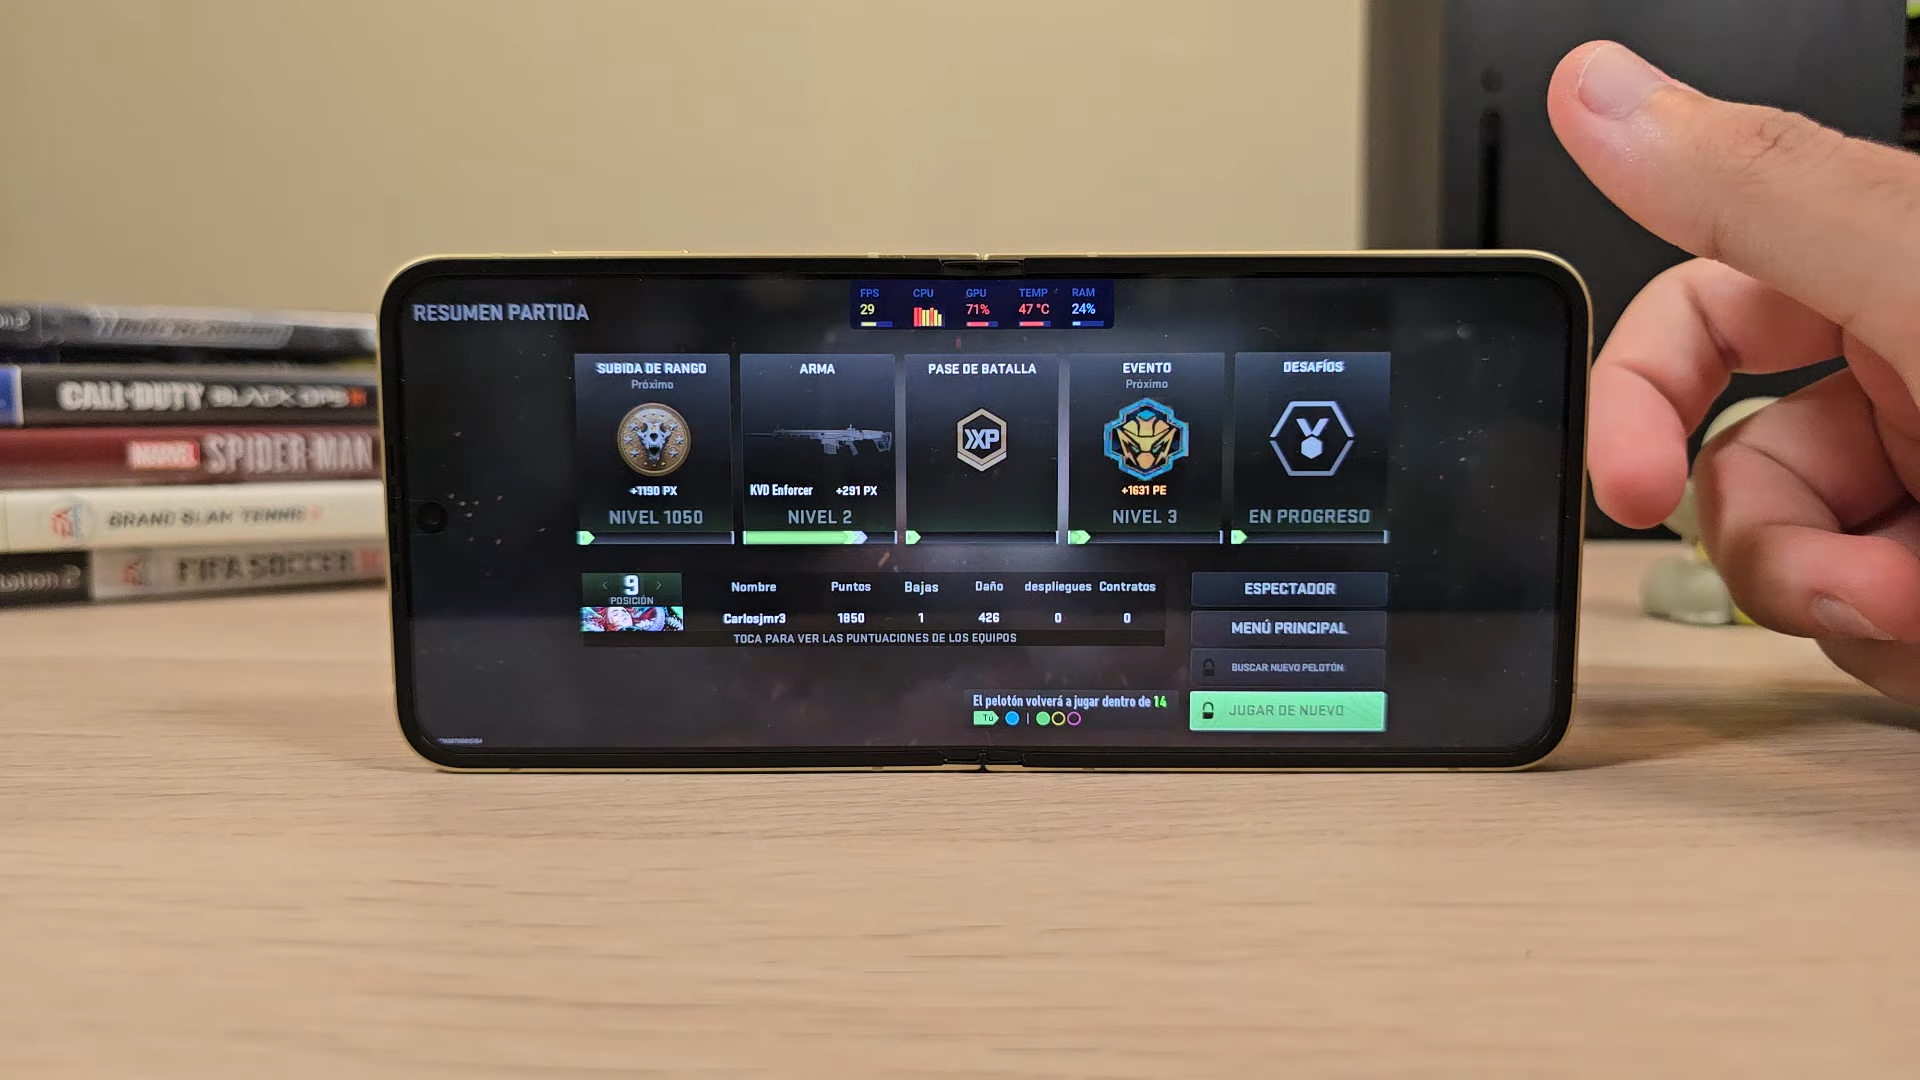 RESUMEN PARTIDA
FPS CPU GPU TEMP RAM
29 71% 47 °C 24%
SUBIDA DE RANGO
Próximo
+1190 PX
NIVEL 1050
ARMA
KVD Enforcer +291 PX
NIVEL 2
PASE DE BATALLA
XP
EVENTO
Próximo
+1631 PE
NIVEL 3
DESAFÍOS
EN PROGRESO
9
POSICIÓN
Nombre Puntos Bajas Daño despliegues Contratos
Carlosjmr3 1850 1 426 0 0
TOCA PARA VER LAS PUNTUACIONES DE LOS EQUIPOS
ESPECTADOR
MENÚ PRINCIPAL
BUSCAR NUEVO PELOTÓN
El pelotón volverá a jugar dentro de 14
Tú
JUGAR DE NUEVO
CALL OF DUTY BLACK OPS
MARVEL SPIDER-MAN
GRAND SLAM TENNIS
FIFA SOCCER